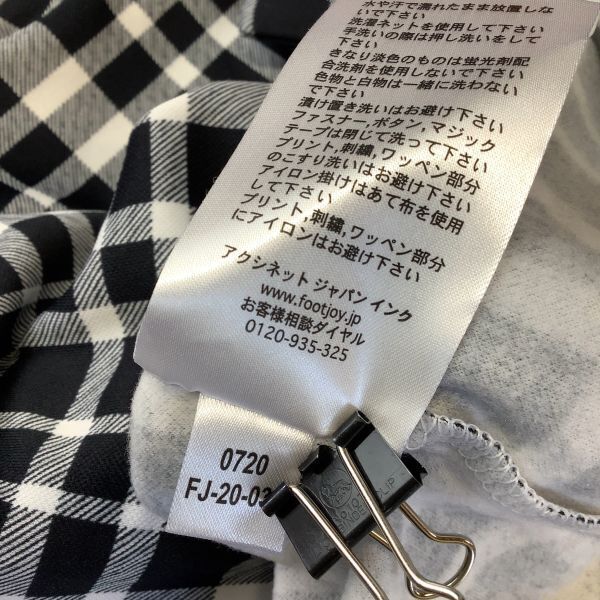 水や汗で濡れたまま放置しな
いで下さい
洗濯ネットを使用して下さい
手洗いの際は押し洗いをして
下さい
きなり淡色のものは蛍光剤配
合洗剤を使用しないで下さい
色物と白物は一緒に洗わない
で下さい
漬け置き洗いはお避け下さい
ファスナー,ボタン,マジック
テープは閉じて洗って下さい
プリント,刺繍,ワッペン部分
のこすり洗いはお避け下さい
アイロン掛けはあて布を使用
して下さい
プリント,刺繍,ワッペン部分
にアイロンはお避け下さい
アクシネット ジャパン インク
www.footjoy.jp
お客様相談ダイヤル
0120-935-325
0720
FJ-20-03